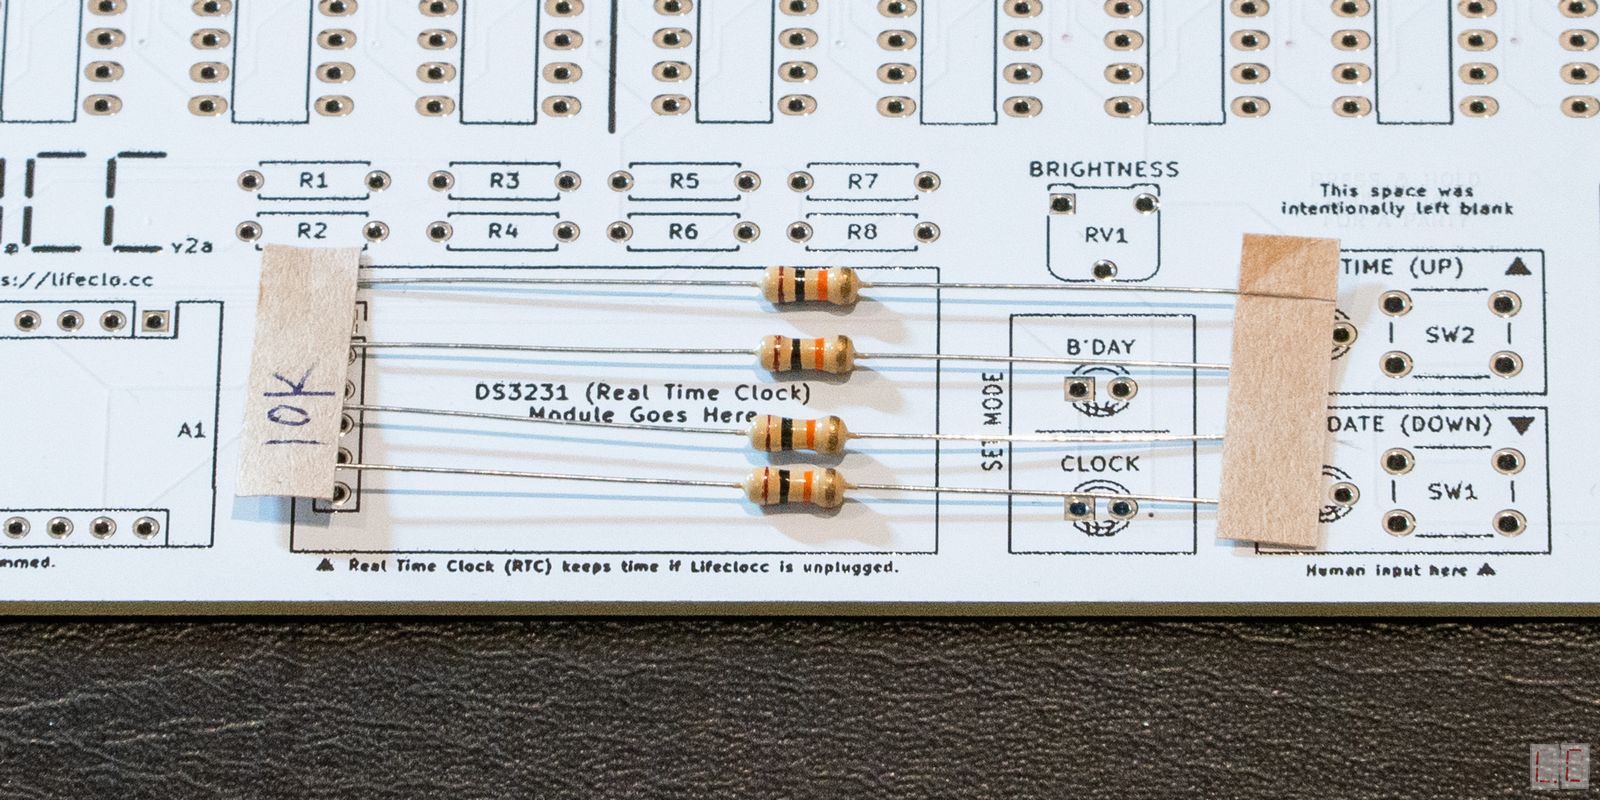 R1
R3
R5
R7
BRIGHTNESS
This space was
intentionally left blank
R2
R4
R6
R8
RV1
v2a
s://lifeclo.cc
TIME (UP)
SW2
B'DAY
10K
DS3231 (Real Time Clock)
Module Goes Here
SET MODE
A1
DATE (DOWN)
CLOCK
SW1
mmed.
Real Time Clock (RTC) keeps time if Lifeclocc is unplugged.
Human input here